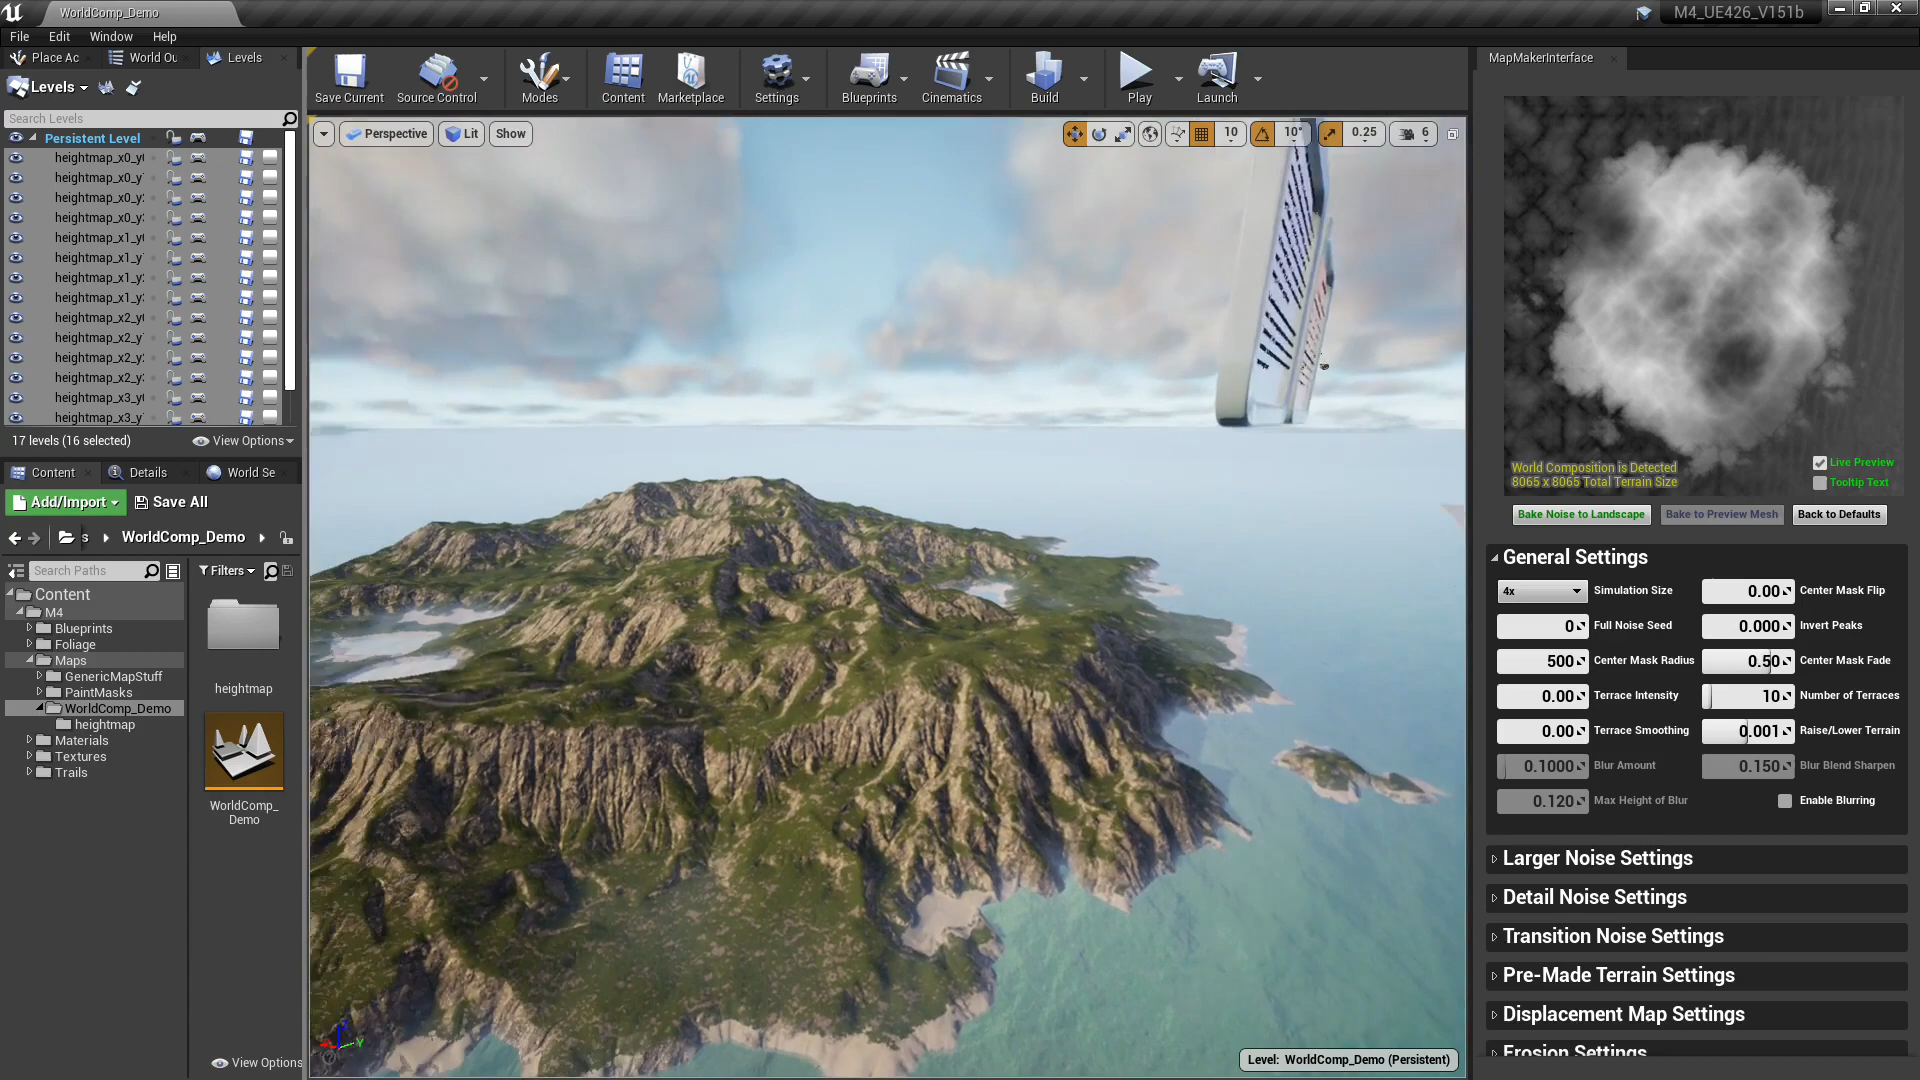 WorldComp_Demo
M4_UE426_V151b
File Edit Window Help
Place Ac World Ou Levels
MapMakerInterface
Levels
Save Current Source Control Modes Content Marketplace Settings Blueprints Cinematics Build Play Launch
Search Levels
Perspective Lit Show 10 10° 0.25 6
Persistent Level
heightmap_x0_y
heightmap_x0_y
heightmap_x0_y
heightmap_x0_y
heightmap_x1_y
heightmap_x1_y
heightmap_x1_y
heightmap_x1_y
heightmap_x2_y
heightmap_x2_y
heightmap_x2_y
heightmap_x2_y
heightmap_x3_y
heightmap_x3_y
17 levels (16 selected) View Options
World Composition is Detected
8065 x 8065 Total Terrain Size
Live Preview
Tooltip Text
Content Details World Se
Add/Import Save All
Bake Noise to Landscape Bake to Preview Mesh Back to Defaults
s WorldComp_Demo
Search Paths Filters
Content
M4
Blueprints
Foliage
Maps
GenericMapStuff
PaintMasks
WorldComp_Demo
heightmap
Materials
Textures
Trails
heightmap
WorldComp_
Demo
View Options
General Settings
4x Simulation Size 0.00 Center Mask Flip
0 Full Noise Seed 0.000 Invert Peaks
500 Center Mask Radius 0.50 Center Mask Fade
0.00 Terrace Intensity 10 Number of Terraces
0.00 Terrace Smoothing 0.001 Raise/Lower Terrain
0.1000 Blur Amount 0.150 Blur Blend Sharpen
0.120 Max Height of Blur Enable Blurring
Larger Noise Settings
Detail Noise Settings
Transition Noise Settings
Pre-Made Terrain Settings
Displacement Map Settings
Erosion Settings
Level: WorldComp_Demo (Persistent)
Z
Y